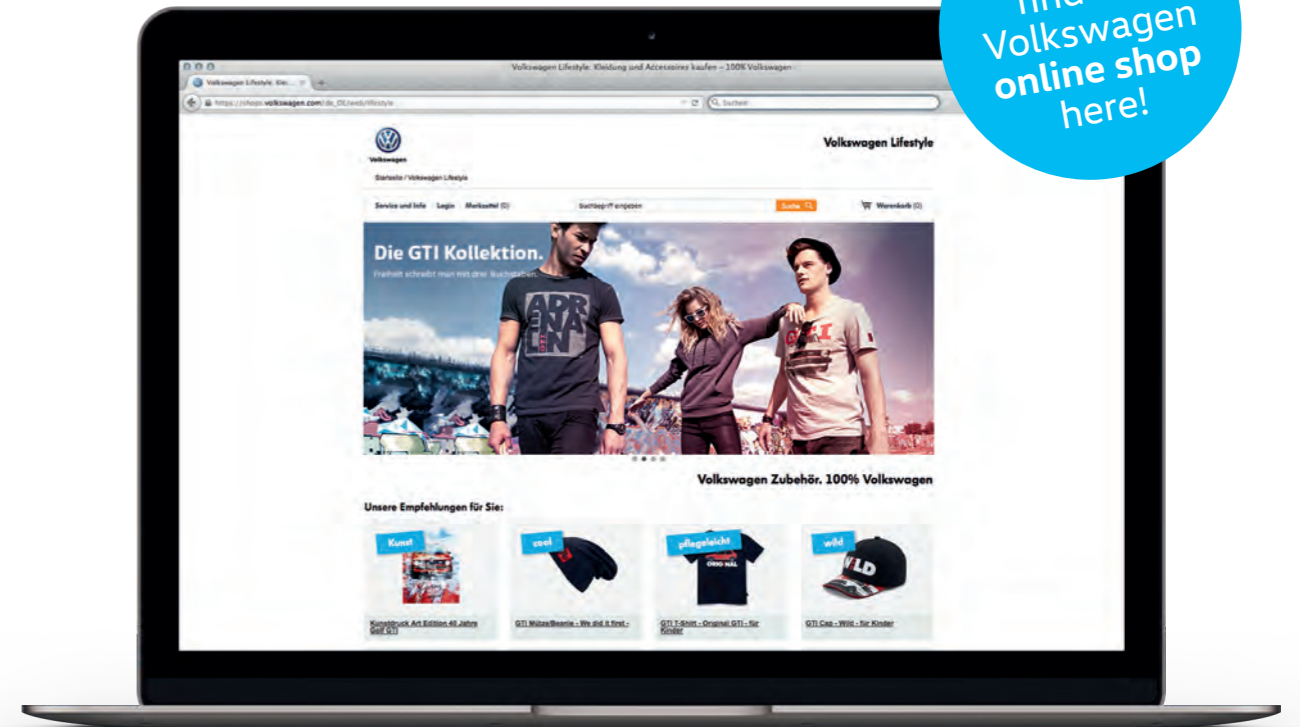 find
Volkswagen
online shop
here!
Volkswagen Lifestyle: Kleidung und Accessoires kaufen – 100% Volkswagen
Volkswagen Lifestyle: Klei...
https://shops.volkswagen.com/de_DE/web/lifestyle
Suchen
Volkswagen
Volkswagen Lifestyle
Startseite / Volkswagen Lifestyle
Service und Info Login Merkzettel (0) Suchbegriff eingeben Suche Warenkorb (0)
Die GTI Kollektion.
Freiheit schreibt man mit drei Buchstaben.
ADR
ENA
LIN
GTI
Volkswagen Zubehör. 100% Volkswagen
Unsere Empfehlungen für Sie:
Kunst
cool
pflegeleicht
wild
ORIG NAL
W LD
Kunstdruck Art Edition 40 Jahre
Golf GTI
GTI Mütze/Beanie - We did it first -
GTI T-Shirt - Original GTI - für
Kinder
GTI Cap - Wild - für Kinder